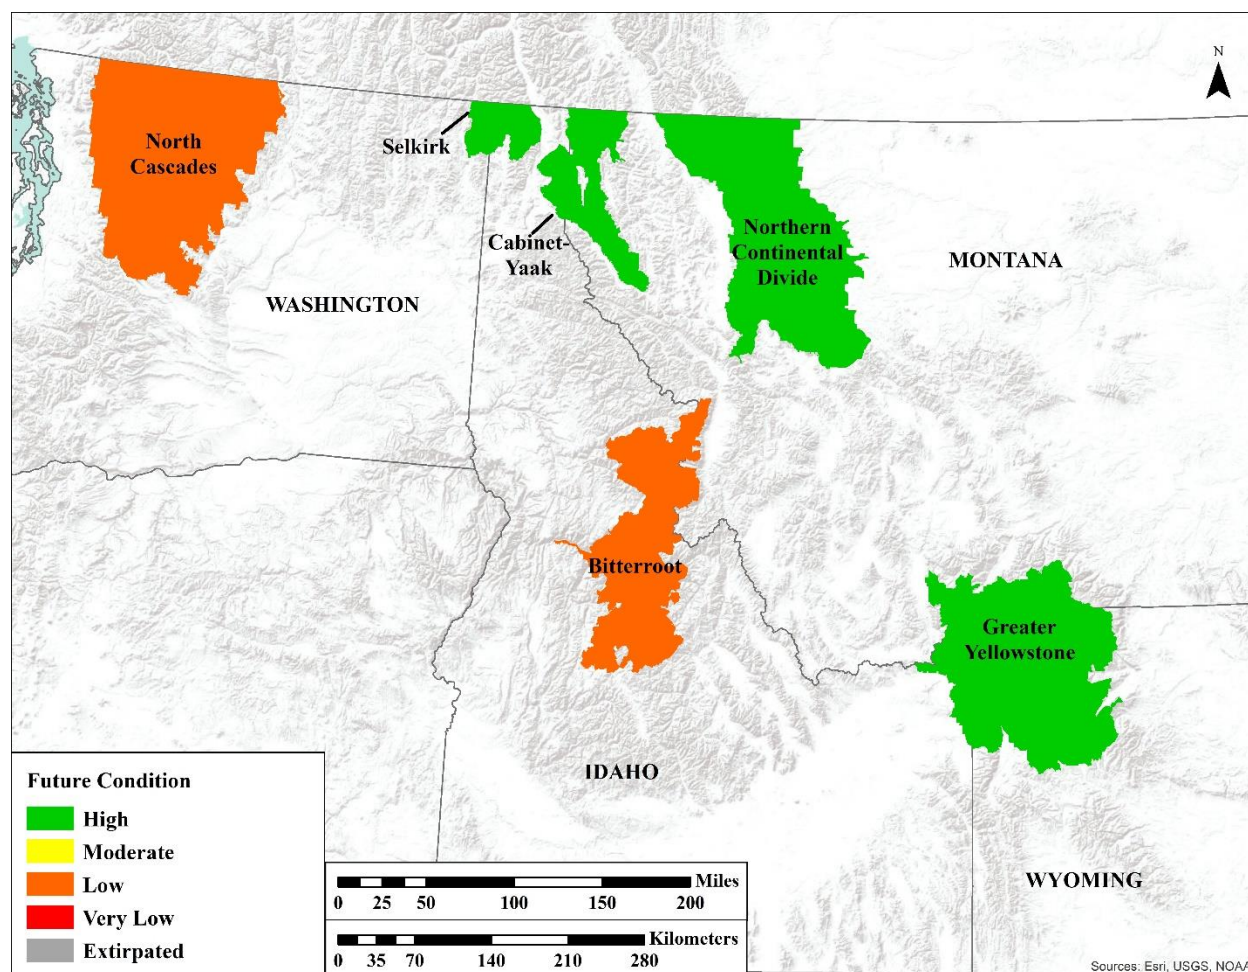 N
North
Cascades
Selkirk
Cabinet-
Yaak
Northern
Continental
Divide
MONTANA
WASHINGTON
Bitterroot
Greater
Yellowstone
IDAHO
WYOMING
Future Condition
High
Moderate
Low
Very Low
Extirpated
Miles
0 25 50 100 150 200
Kilometers
0 35 70 140 210 280
Sources: Esri, USGS, NOAA